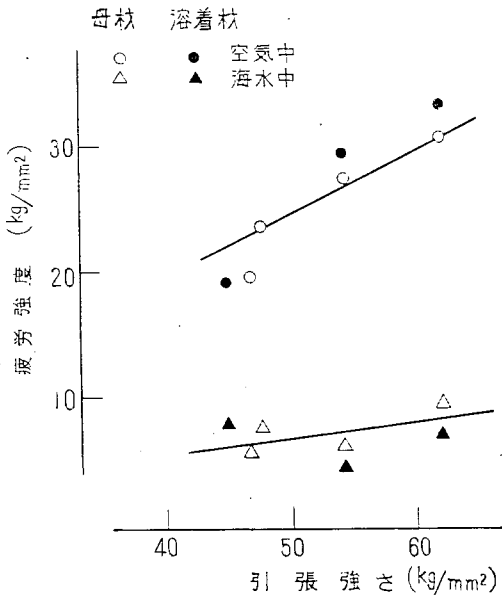 母材 溶着材
○ ● 空気中
△ ▲ 海水中
疲労強度 (kg/mm²)
30
20
10
40 50 60
引張強さ (kg/mm²)